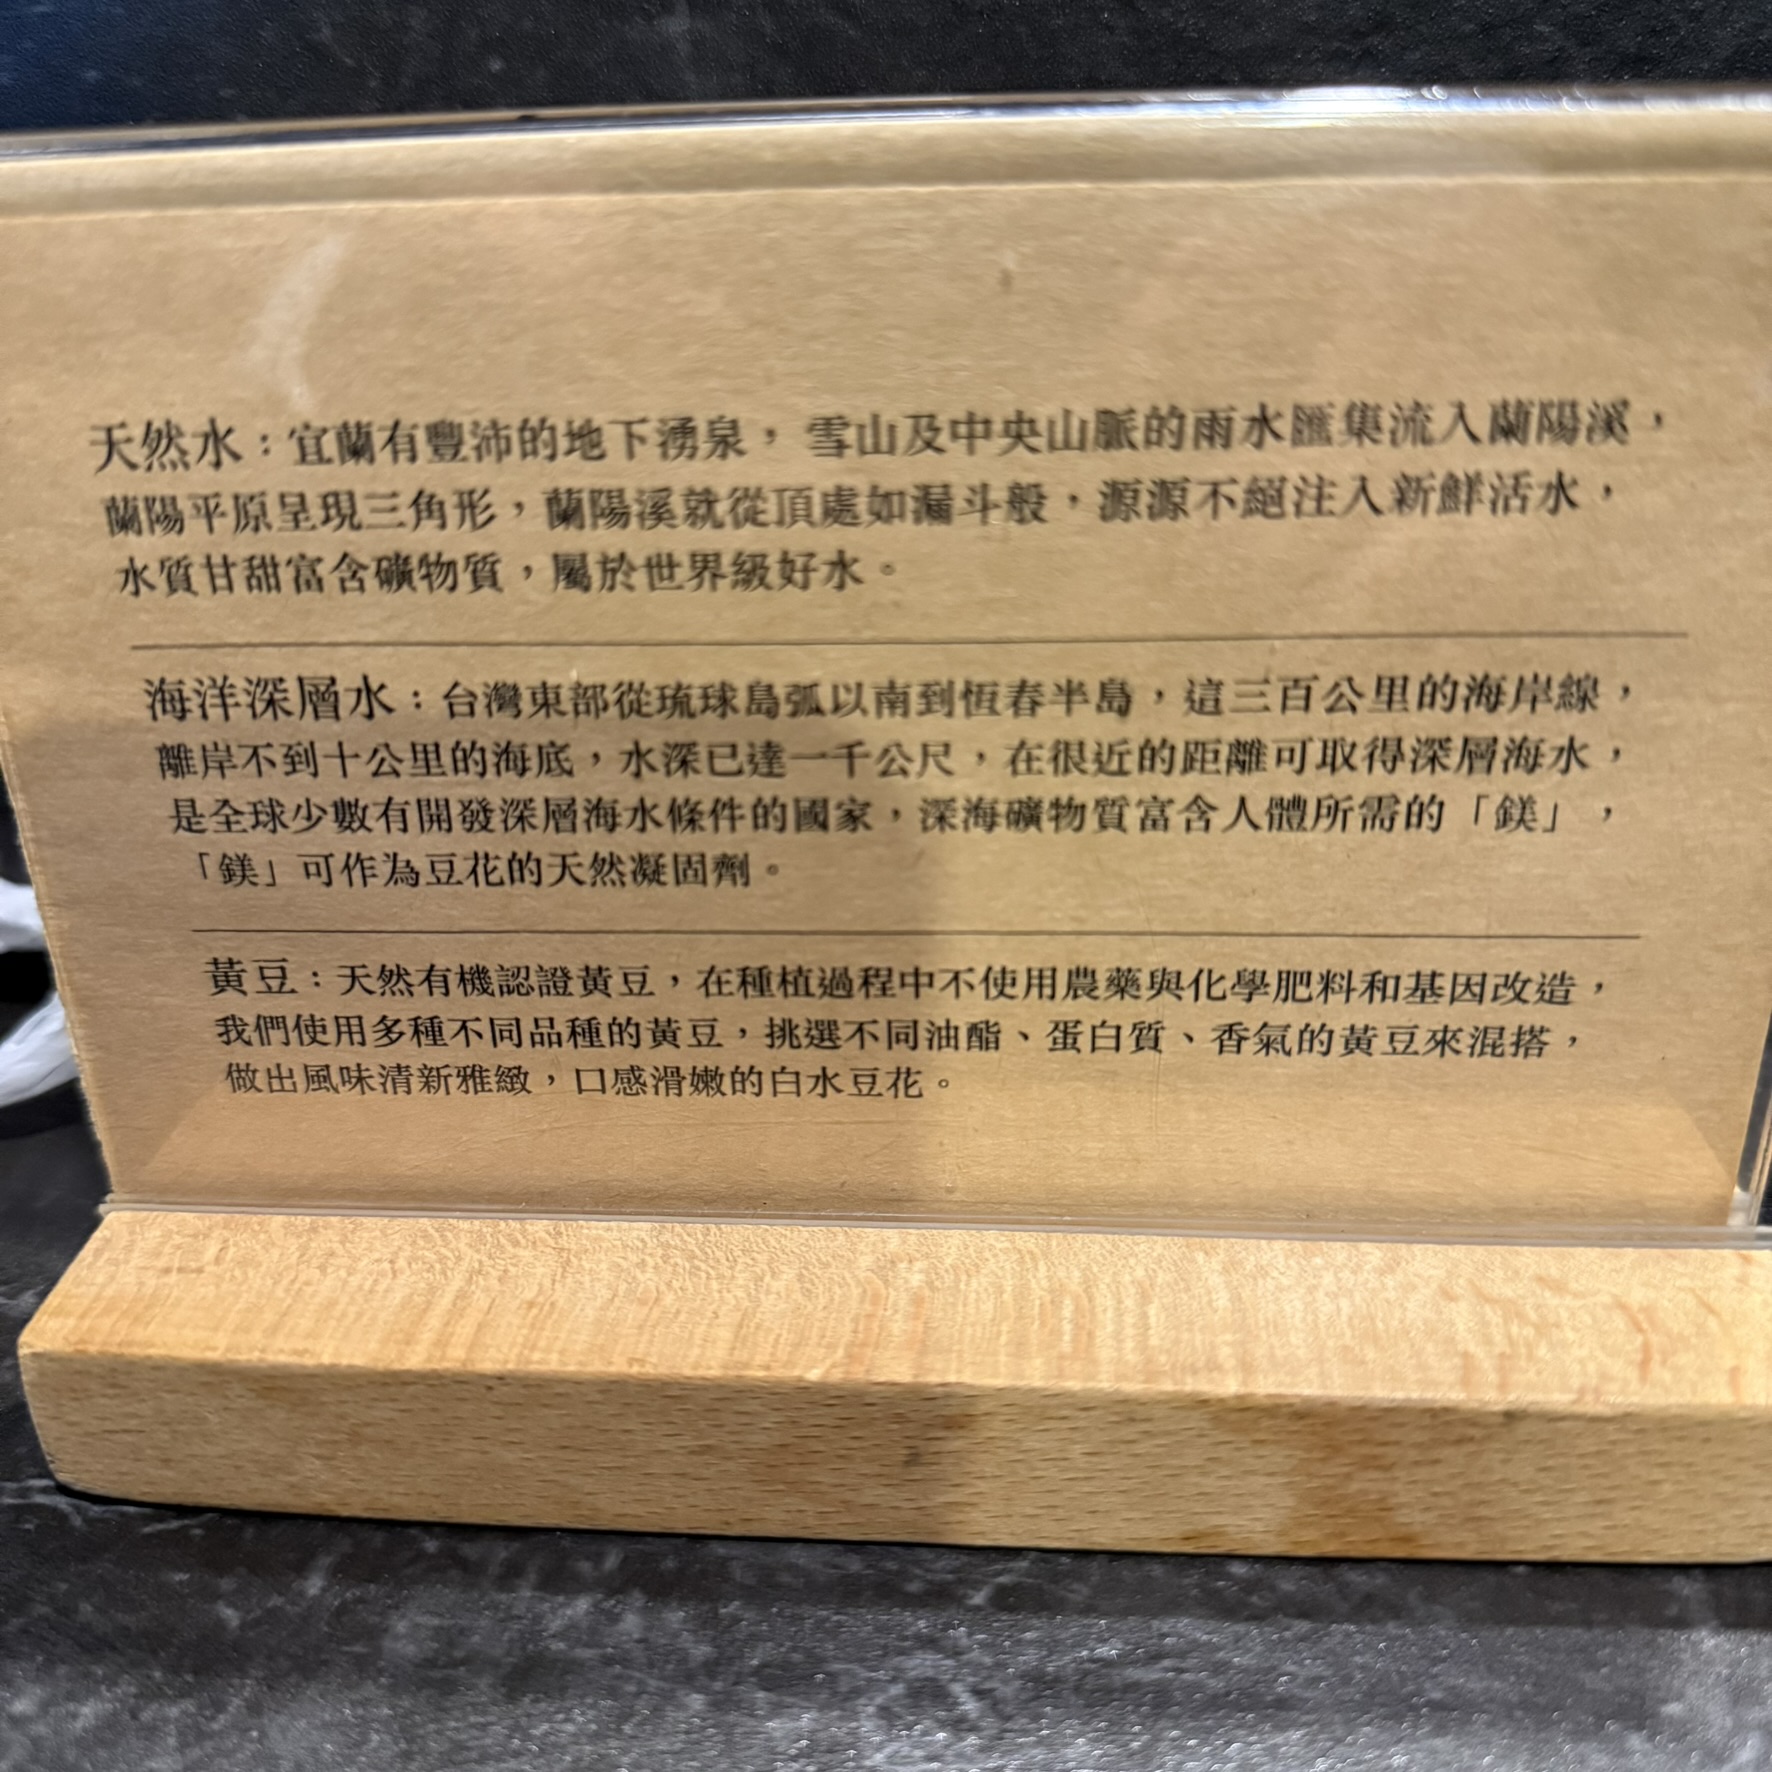 天然水：宜蘭有豐沛的地下湧泉， 雪山及中央山脈的雨水匯集流入蘭陽溪，
蘭陽平原呈現三角形，蘭陽溪就從頂處如漏斗般，源源不絕注入新鮮活水，
水質甘甜富含礦物質，屬於世界級好水。
海洋深層水：台灣東部從琉球島弧以南到恆春半島，這三百公里的海岸線，
離岸不到十公里的海底，水深已達一千公尺，在很近的距離可取得深層海水，
是全球少數有開發深層海水條件的國家，深海礦物質富含人體所需的「鎂」，
「鎂」可作為豆花的天然凝固劑。
黃豆：天然有機認證黃豆，在種植過程中不使用農藥與化學肥料和基因改造，
我們使用多種不同品種的黃豆，挑選不同油酯、蛋白質、香氣的黃豆來混搭，
做出風味清新雅緻，口感滑嫩的白水豆花。